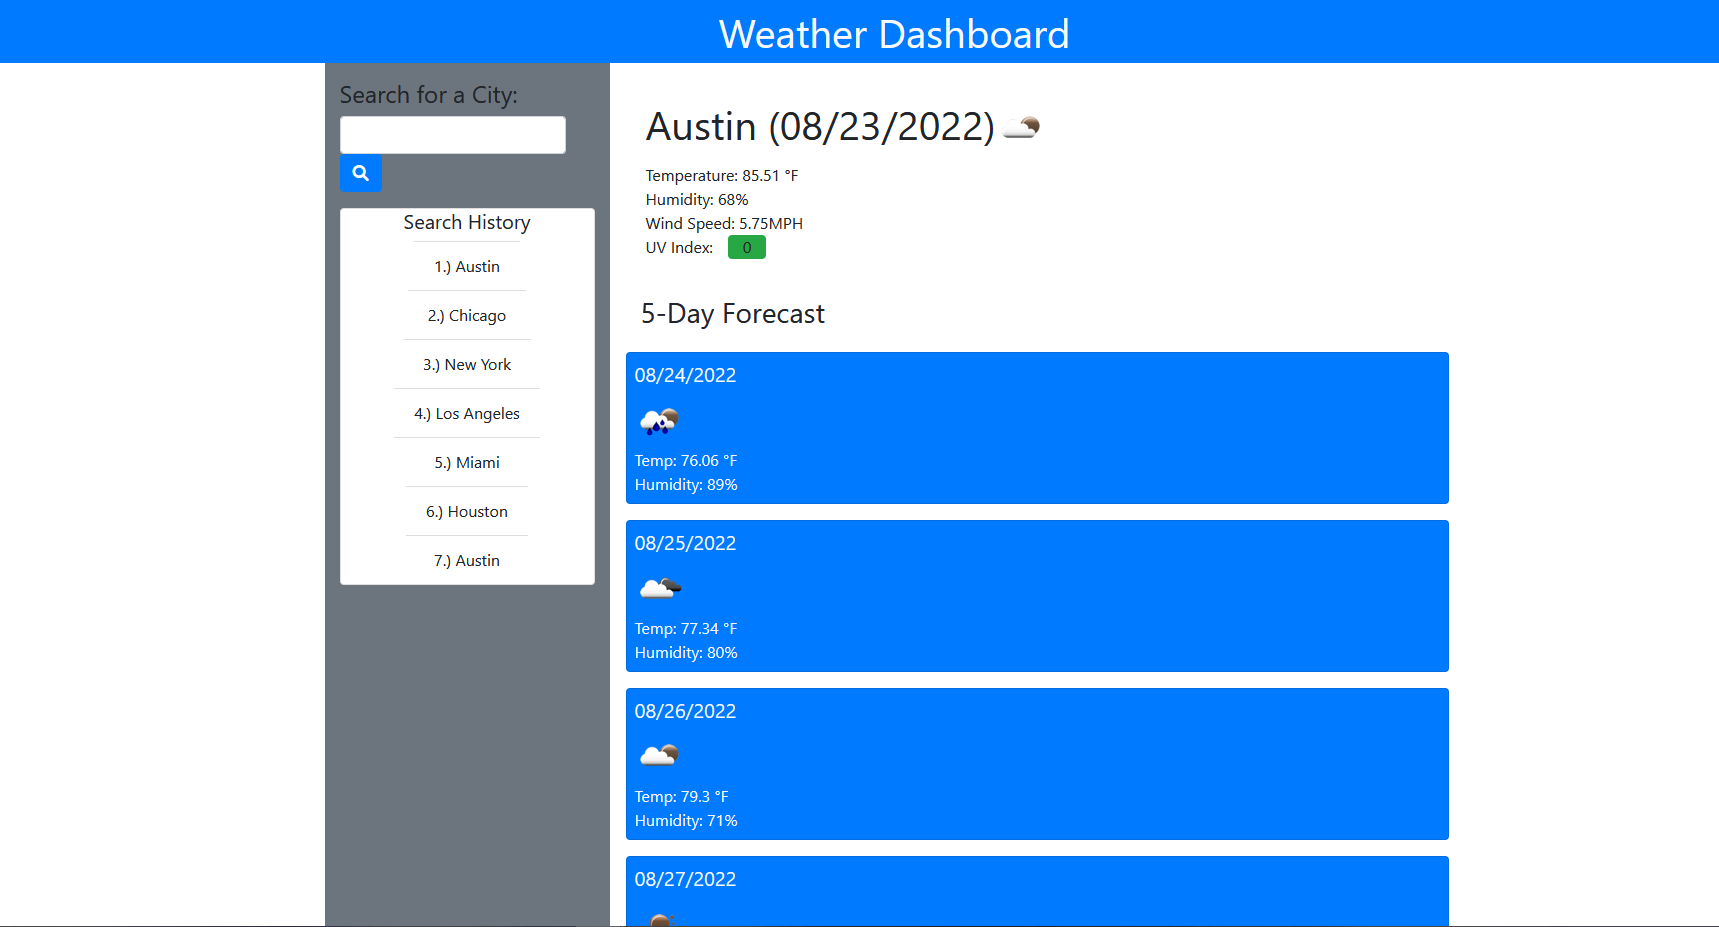 Weather Dashboard
Search for a City:
Search History
1.) Austin
2.) Chicago
3.) New York
4.) Los Angeles
5.) Miami
6.) Houston
7.) Austin
Austin (08/23/2022)
Temperature: 85.51 °F
Humidity: 68%
Wind Speed: 5.75MPH
UV Index: 0
5-Day Forecast
08/24/2022
Temp: 76.06 °F
Humidity: 89%
08/25/2022
Temp: 77.34 °F
Humidity: 80%
08/26/2022
Temp: 79.3 °F
Humidity: 71%
08/27/2022